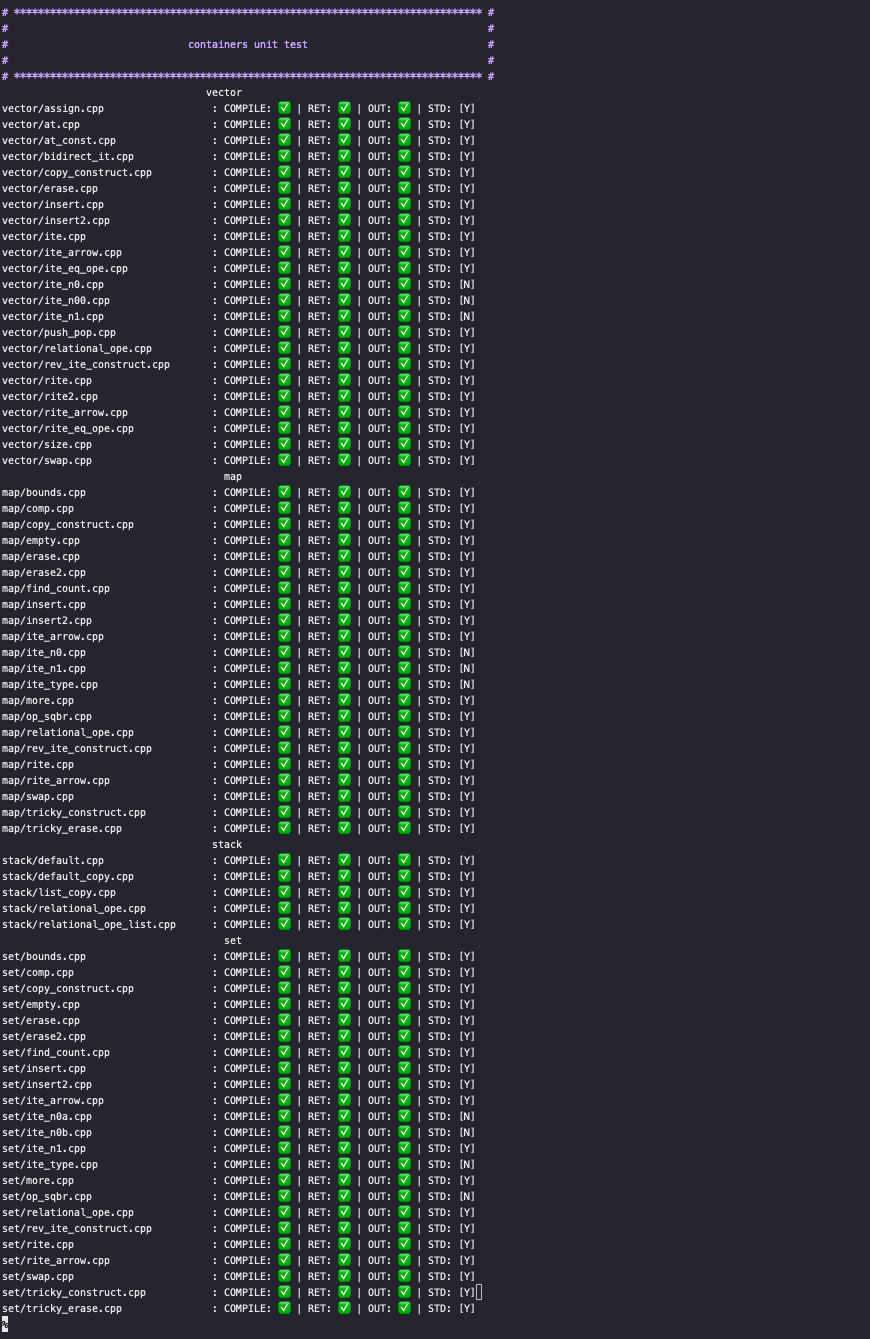 # ****************************************************************************** #
# #
# containers unit test #
# #
# ****************************************************************************** #
vector
vector/assign.cpp : COMPILE: ✅ | RET: ✅ | OUT: ✅ | STD: [Y]
vector/at.cpp : COMPILE: ✅ | RET: ✅ | OUT: ✅ | STD: [Y]
vector/at_const.cpp : COMPILE: ✅ | RET: ✅ | OUT: ✅ | STD: [Y]
vector/bidirect_it.cpp : COMPILE: ✅ | RET: ✅ | OUT: ✅ | STD: [Y]
vector/copy_construct.cpp : COMPILE: ✅ | RET: ✅ | OUT: ✅ | STD: [Y]
vector/erase.cpp : COMPILE: ✅ | RET: ✅ | OUT: ✅ | STD: [Y]
vector/insert.cpp : COMPILE: ✅ | RET: ✅ | OUT: ✅ | STD: [Y]
vector/insert2.cpp : COMPILE: ✅ | RET: ✅ | OUT: ✅ | STD: [Y]
vector/ite.cpp : COMPILE: ✅ | RET: ✅ | OUT: ✅ | STD: [Y]
vector/ite_arrow.cpp : COMPILE: ✅ | RET: ✅ | OUT: ✅ | STD: [Y]
vector/ite_eq_ope.cpp : COMPILE: ✅ | RET: ✅ | OUT: ✅ | STD: [Y]
vector/ite_n0.cpp : COMPILE: ✅ | RET: ✅ | OUT: ✅ | STD: [N]
vector/ite_n00.cpp : COMPILE: ✅ | RET: ✅ | OUT: ✅ | STD: [N]
vector/ite_n1.cpp : COMPILE: ✅ | RET: ✅ | OUT: ✅ | STD: [N]
vector/push_pop.cpp : COMPILE: ✅ | RET: ✅ | OUT: ✅ | STD: [Y]
vector/relational_ope.cpp : COMPILE: ✅ | RET: ✅ | OUT: ✅ | STD: [Y]
vector/rev_ite_construct.cpp : COMPILE: ✅ | RET: ✅ | OUT: ✅ | STD: [Y]
vector/rite.cpp : COMPILE: ✅ | RET: ✅ | OUT: ✅ | STD: [Y]
vector/rite2.cpp : COMPILE: ✅ | RET: ✅ | OUT: ✅ | STD: [Y]
vector/rite_arrow.cpp : COMPILE: ✅ | RET: ✅ | OUT: ✅ | STD: [Y]
vector/rite_eq_ope.cpp : COMPILE: ✅ | RET: ✅ | OUT: ✅ | STD: [Y]
vector/size.cpp : COMPILE: ✅ | RET: ✅ | OUT: ✅ | STD: [Y]
vector/swap.cpp : COMPILE: ✅ | RET: ✅ | OUT: ✅ | STD: [Y]
map
map/bounds.cpp : COMPILE: ✅ | RET: ✅ | OUT: ✅ | STD: [Y]
map/comp.cpp : COMPILE: ✅ | RET: ✅ | OUT: ✅ | STD: [Y]
map/copy_construct.cpp : COMPILE: ✅ | RET: ✅ | OUT: ✅ | STD: [Y]
map/empty.cpp : COMPILE: ✅ | RET: ✅ | OUT: ✅ | STD: [Y]
map/erase.cpp : COMPILE: ✅ | RET: ✅ | OUT: ✅ | STD: [Y]
map/erase2.cpp : COMPILE: ✅ | RET: ✅ | OUT: ✅ | STD: [Y]
map/find_count.cpp : COMPILE: ✅ | RET: ✅ | OUT: ✅ | STD: [Y]
map/insert.cpp : COMPILE: ✅ | RET: ✅ | OUT: ✅ | STD: [Y]
map/insert2.cpp : COMPILE: ✅ | RET: ✅ | OUT: ✅ | STD: [Y]
map/ite_arrow.cpp : COMPILE: ✅ | RET: ✅ | OUT: ✅ | STD: [Y]
map/ite_n0.cpp : COMPILE: ✅ | RET: ✅ | OUT: ✅ | STD: [N]
map/ite_n1.cpp : COMPILE: ✅ | RET: ✅ | OUT: ✅ | STD: [N]
map/ite_type.cpp : COMPILE: ✅ | RET: ✅ | OUT: ✅ | STD: [N]
map/more.cpp : COMPILE: ✅ | RET: ✅ | OUT: ✅ | STD: [Y]
map/op_sqbr.cpp : COMPILE: ✅ | RET: ✅ | OUT: ✅ | STD: [Y]
map/relational_ope.cpp : COMPILE: ✅ | RET: ✅ | OUT: ✅ | STD: [Y]
map/rev_ite_construct.cpp : COMPILE: ✅ | RET: ✅ | OUT: ✅ | STD: [Y]
map/rite.cpp : COMPILE: ✅ | RET: ✅ | OUT: ✅ | STD: [Y]
map/rite_arrow.cpp : COMPILE: ✅ | RET: ✅ | OUT: ✅ | STD: [Y]
map/swap.cpp : COMPILE: ✅ | RET: ✅ | OUT: ✅ | STD: [Y]
map/tricky_construct.cpp : COMPILE: ✅ | RET: ✅ | OUT: ✅ | STD: [Y]
map/tricky_erase.cpp : COMPILE: ✅ | RET: ✅ | OUT: ✅ | STD: [Y]
stack
stack/default.cpp : COMPILE: ✅ | RET: ✅ | OUT: ✅ | STD: [Y]
stack/default_copy.cpp : COMPILE: ✅ | RET: ✅ | OUT: ✅ | STD: [Y]
stack/list_copy.cpp : COMPILE: ✅ | RET: ✅ | OUT: ✅ | STD: [Y]
stack/relational_ope.cpp : COMPILE: ✅ | RET: ✅ | OUT: ✅ | STD: [Y]
stack/relational_ope_list.cpp : COMPILE: ✅ | RET: ✅ | OUT: ✅ | STD: [Y]
set
set/bounds.cpp : COMPILE: ✅ | RET: ✅ | OUT: ✅ | STD: [Y]
set/comp.cpp : COMPILE: ✅ | RET: ✅ | OUT: ✅ | STD: [Y]
set/copy_construct.cpp : COMPILE: ✅ | RET: ✅ | OUT: ✅ | STD: [Y]
set/empty.cpp : COMPILE: ✅ | RET: ✅ | OUT: ✅ | STD: [Y]
set/erase.cpp : COMPILE: ✅ | RET: ✅ | OUT: ✅ | STD: [Y]
set/erase2.cpp : COMPILE: ✅ | RET: ✅ | OUT: ✅ | STD: [Y]
set/find_count.cpp : COMPILE: ✅ | RET: ✅ | OUT: ✅ | STD: [Y]
set/insert.cpp : COMPILE: ✅ | RET: ✅ | OUT: ✅ | STD: [Y]
set/insert2.cpp : COMPILE: ✅ | RET: ✅ | OUT: ✅ | STD: [Y]
set/ite_arrow.cpp : COMPILE: ✅ | RET: ✅ | OUT: ✅ | STD: [Y]
set/ite_n0a.cpp : COMPILE: ✅ | RET: ✅ | OUT: ✅ | STD: [N]
set/ite_n0b.cpp : COMPILE: ✅ | RET: ✅ | OUT: ✅ | STD: [N]
set/ite_n1.cpp : COMPILE: ✅ | RET: ✅ | OUT: ✅ | STD: [Y]
set/ite_type.cpp : COMPILE: ✅ | RET: ✅ | OUT: ✅ | STD: [N]
set/more.cpp : COMPILE: ✅ | RET: ✅ | OUT: ✅ | STD: [Y]
set/op_sqbr.cpp : COMPILE: ✅ | RET: ✅ | OUT: ✅ | STD: [N]
set/relational_ope.cpp : COMPILE: ✅ | RET: ✅ | OUT: ✅ | STD: [Y]
set/rev_ite_construct.cpp : COMPILE: ✅ | RET: ✅ | OUT: ✅ | STD: [Y]
set/rite.cpp : COMPILE: ✅ | RET: ✅ | OUT: ✅ | STD: [Y]
set/rite_arrow.cpp : COMPILE: ✅ | RET: ✅ | OUT: ✅ | STD: [Y]
set/swap.cpp : COMPILE: ✅ | RET: ✅ | OUT: ✅ | STD: [Y]
set/tricky_construct.cpp : COMPILE: ✅ | RET: ✅ | OUT: ✅ | STD: [Y]
set/tricky_erase.cpp : COMPILE: ✅ | RET: ✅ | OUT: ✅ | STD: [Y]
%